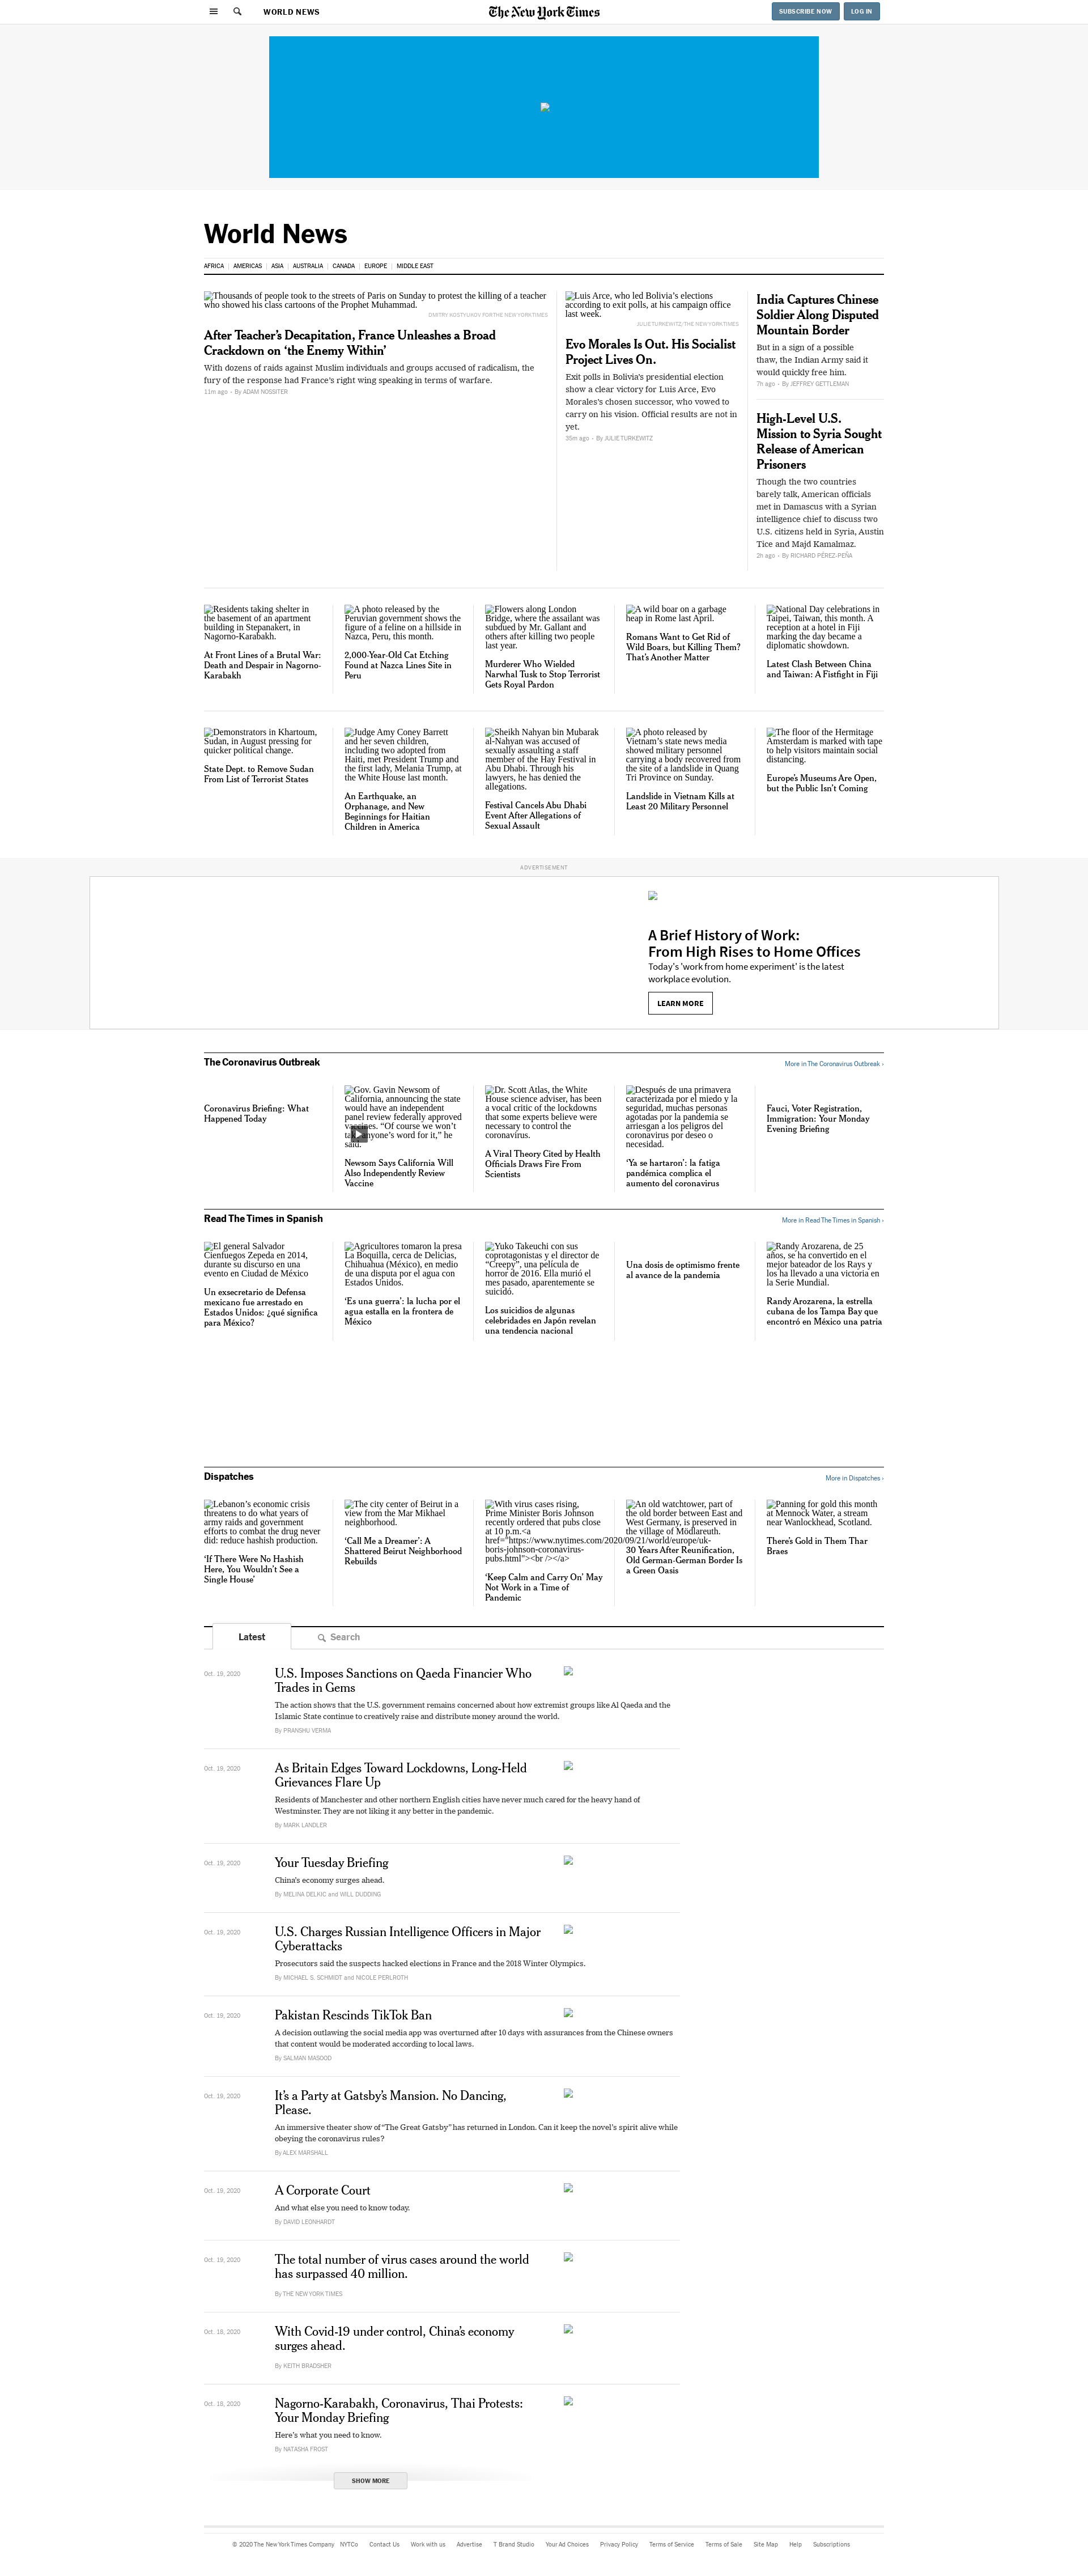 WORLD NEWS
The New York Times
SUBSCRIBE NOW
LOG IN
World News
AFRICA | AMERICAS | ASIA | AUSTRALIA | CANADA | EUROPE | MIDDLE EAST
Thousands of people took to the streets of Paris on Sunday to protest the killing of a teacher
who showed his class cartoons of the Prophet Muhammad.
DMITRY KOSTYUKOV FOR THE NEW YORK TIMES
After Teacher's Decapitation, France Unleashes a Broad
Crackdown on ‘the Enemy Within’
With dozens of raids against Muslim individuals and groups accused of radicalism, the
fury of the response had France's right wing speaking in terms of warfare.
11m ago • By ADAM NOSSITER
Luis Arce, who led Bolivia's elections
according to exit polls, at his campaign office
last week.
JULIE TURKEWITZ/THE NEW YORK TIMES
Evo Morales Is Out. His Socialist
Project Lives On.
Exit polls in Bolivia's presidential election
show a clear victory for Luis Arce, Evo
Morales's chosen successor, who vowed to
carry on his vision. Official results are not in
yet.
35m ago • By JULIE TURKEWITZ
India Captures Chinese
Soldier Along Disputed
Mountain Border
But in a sign of a possible
thaw, the Indian Army said it
would quickly free him.
7h ago • By JEFFREY GETTLEMAN
High-Level U.S.
Mission to Syria Sought
Release of American
Prisoners
Though the two countries
barely talk, American officials
met in Damascus with a Syrian
intelligence chief to discuss two
U.S. citizens held in Syria, Austin
Tice and Majd Kamalmaz.
2h ago • By RICHARD PÉREZ-PEÑA
Residents taking shelter in
the basement of an apartment
building in Stepanakert, in
Nagorno-Karabakh.
At Front Lines of a Brutal War:
Death and Despair in Nagorno-
Karabakh
A photo released by the
Peruvian government shows the
figure of a feline on a hillside in
Nazca, Peru, this month.
2,000-Year-Old Cat Etching
Found at Nazca Lines Site in
Peru
Flowers along London
Bridge, where the assailant was
subdued by Mr. Gallant and
others after killing two people
last year.
Murderer Who Wielded
Narwhal Tusk to Stop Terrorist
Gets Royal Pardon
A wild boar on a garbage
heap in Rome last April.
Romans Want to Get Rid of
Wild Boars, but Killing Them?
That's Another Matter
National Day celebrations in
Taipei, Taiwan, this month. A
reception at a hotel in Fiji
marking the day became a
diplomatic showdown.
Latest Clash Between China
and Taiwan: A Fistfight in Fiji
Demonstrators in Khartoum,
Sudan, in August pressing for
quicker political change.
State Dept. to Remove Sudan
From List of Terrorist States
Judge Amy Coney Barrett
and her seven children,
including two adopted from
Haiti, met President Trump and
the first lady, Melania Trump, at
the White House last month.
An Earthquake, an
Orphanage, and New
Beginnings for Haitian
Children in America
Sheikh Nahyan bin Mubarak
al-Nahyan was accused of
sexually assaulting a staff
member of the Hay Festival in
Abu Dhabi. Through his
lawyers, he has denied the
allegations.
Festival Cancels Abu Dhabi
Event After Allegations of
Sexual Assault
A photo released by
Vietnam's state news media
showed military personnel
carrying a body recovered from
the site of a landslide in Quang
Tri Province on Sunday.
Landslide in Vietnam Kills at
Least 20 Military Personnel
The floor of the Hermitage
Amsterdam is marked with tape
to help visitors maintain social
distancing.
Europe's Museums Are Open,
but the Public Isn't Coming
ADVERTISEMENT
A Brief History of Work:
From High Rises to Home Offices
Today's 'work from home experiment' is the latest
workplace evolution.
LEARN MORE
The Coronavirus Outbreak
More in The Coronavirus Outbreak ›
Coronavirus Briefing: What
Happened Today
Gov. Gavin Newsom of
California, announcing the state
would have an independent
panel review federally approved
vaccines. “Of course we won't
ta anyone's word for it,” he
said.
Newsom Says California Will
Also Independently Review
Vaccine
Dr. Scott Atlas, the White
House science adviser, has been
a vocal critic of the lockdowns
that some experts believe were
necessary to control the
coronavirus.
A Viral Theory Cited by Health
Officials Draws Fire From
Scientists
Después de una primavera
caracterizada por el miedo y la
seguridad, muchas personas
agotadas por la pandemia se
arriesgan a los peligros del
coronavirus por deseo o
necesidad.
‘Ya se hartaron’: la fatiga
pandémica complica el
aumento del coronavirus
Fauci, Voter Registration,
Immigration: Your Monday
Evening Briefing
Read The Times in Spanish
More in Read The Times in Spanish ›
El general Salvador
Cienfuegos Zepeda en 2014,
durante su discurso en una
evento en Ciudad de México
Un exsecretario de Defensa
mexicano fue arrestado en
Estados Unidos: ¿qué significa
para México?
Agricultores tomaron la presa
La Boquilla, cerca de Delicias,
Chihuahua (México), en medio
de una disputa por el agua con
Estados Unidos.
‘Es una guerra’: la lucha por el
agua estalla en la frontera de
México
Yuko Takeuchi con sus
coprotagonistas y el director de
“Creepy”, una película de
horror de 2016. Ella murió el
mes pasado, aparentemente se
suicidó.
Los suicidios de algunas
celebridades en Japón revelan
una tendencia nacional
Una dosis de optimismo frente
al avance de la pandemia
Randy Arozarena, de 25
años, se ha convertido en el
mejor bateador de los Rays y
los ha llevado a una victoria en
la Serie Mundial.
Randy Arozarena, la estrella
cubana de los Tampa Bay que
encontró en México una patria
Dispatches
More in Dispatches ›
Lebanon's economic crisis
threatens to do what years of
army raids and government
efforts to combat the drug never
did: reduce hashish production.
‘If There Were No Hashish
Here, You Wouldn't See a
Single House’
The city center of Beirut in a
view from the Mar Mikhael
neighborhood.
‘Call Me a Dreamer’: A
Shattered Beirut Neighborhood
Rebuilds
With virus cases rising,
Prime Minister Boris Johnson
recently ordered that pubs close
at 10 p.m.<a
href="https://www.nytimes.com/2020/09/21/world/europe/uk-
boris-johnson-coronavirus-
pubs.html"><br /></a>
‘Keep Calm and Carry On’ May
Not Work in a Time of
Pandemic
An old watchtower, part of
the old border between East and
West Germany, is preserved in
the village of Mödlareuth.
30 Years After Reunification,
Old German-German Border Is
a Green Oasis
Panning for gold this month
at Mennock Water, a stream
near Wanlockhead, Scotland.
There's Gold in Them Thar
Braes
Latest
Search
Oct. 19, 2020
U.S. Imposes Sanctions on Qaeda Financier Who
Trades in Gems
The action shows that the U.S. government remains concerned about how extremist groups like Al Qaeda and the
Islamic State continue to creatively raise and distribute money around the world.
By PRANSHU VERMA
Oct. 19, 2020
As Britain Edges Toward Lockdowns, Long-Held
Grievances Flare Up
Residents of Manchester and other northern English cities have never much cared for the heavy hand of
Westminster. They are not liking it any better in the pandemic.
By MARK LANDLER
Oct. 19, 2020
Your Tuesday Briefing
China's economy surges ahead.
By MELINA DELKIC and WILL DUDDING
Oct. 19, 2020
U.S. Charges Russian Intelligence Officers in Major
Cyberattacks
Prosecutors said the suspects hacked elections in France and the 2018 Winter Olympics.
By MICHAEL S. SCHMIDT and NICOLE PERLROTH
Oct. 19, 2020
Pakistan Rescinds TikTok Ban
A decision outlawing the social media app was overturned after 10 days with assurances from the Chinese owners
that content would be moderated according to local laws.
By SALMAN MASOOD
Oct. 19, 2020
It's a Party at Gatsby's Mansion. No Dancing,
Please.
An immersive theater show of “The Great Gatsby” has returned in London. Can it keep the novel's spirit alive while
obeying the coronavirus rules?
By ALEX MARSHALL
Oct. 19, 2020
A Corporate Court
And what else you need to know today.
By DAVID LEONHARDT
Oct. 19, 2020
The total number of virus cases around the world
has surpassed 40 million.
By THE NEW YORK TIMES
Oct. 18, 2020
With Covid-19 under control, China's economy
surges ahead.
By KEITH BRADSHER
Oct. 18, 2020
Nagorno-Karabakh, Coronavirus, Thai Protests:
Your Monday Briefing
Here's what you need to know.
By NATASHA FROST
SHOW MORE
© 2020 The New York Times Company NYTCo Contact Us Work with us Advertise T Brand Studio Your Ad Choices Privacy Policy Terms of Service Terms of Sale Site Map Help Subscriptions